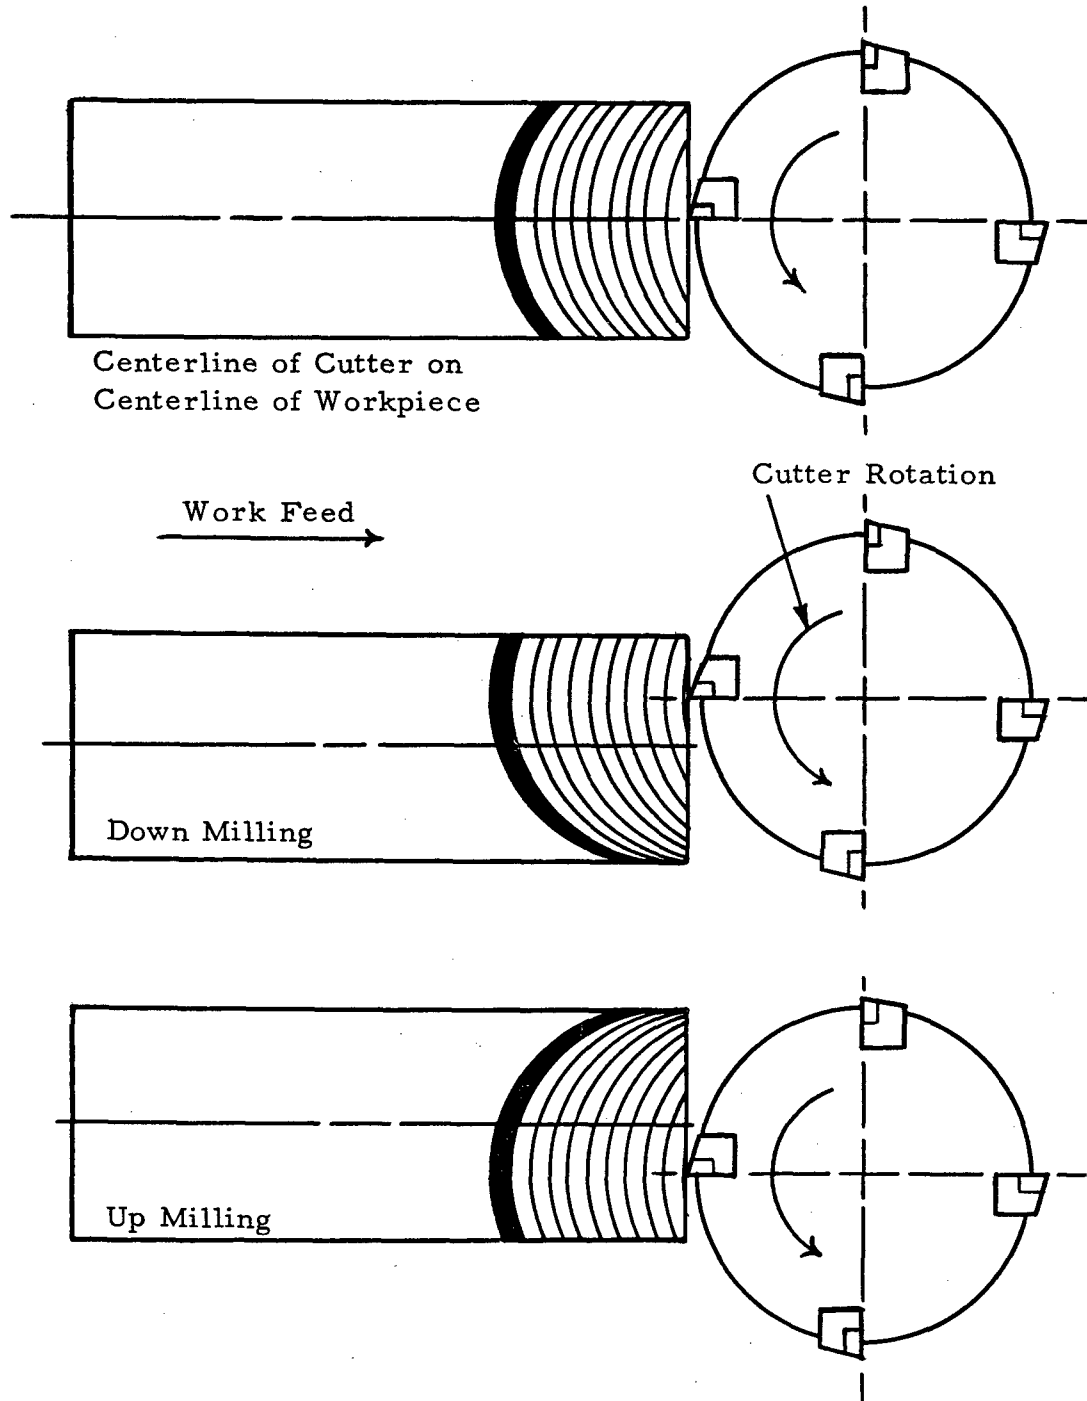 Centerline of Cutter on
Centerline of Workpiece
Cutter Rotation
Work Feed
Down Milling
Up Milling